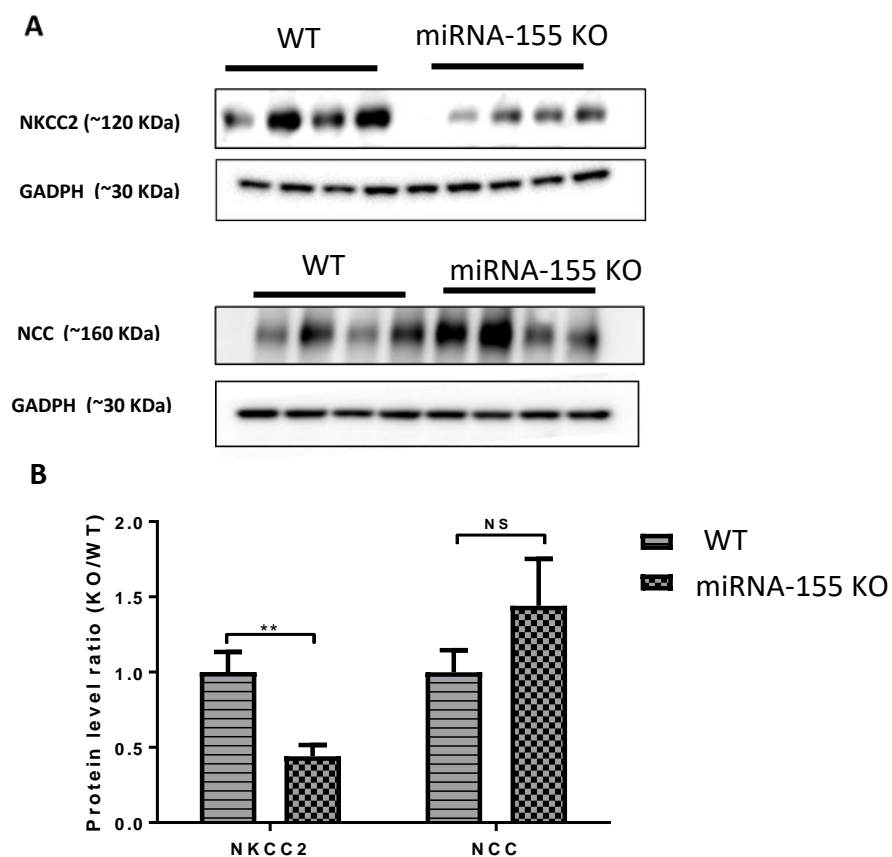 A
WT
miRNA-155 KO
NKCC2 (~120 KDa)
GADPH (~30 KDa)
WT
miRNA-155 KO
NCC (~160 KDa)
GADPH (~30 KDa)
B
Protein level ratio (KO/WT)
2.0
1.5
1.0
0.5
0.0
**
NS
NKCC2
NCC
WT
miRNA-155 KO